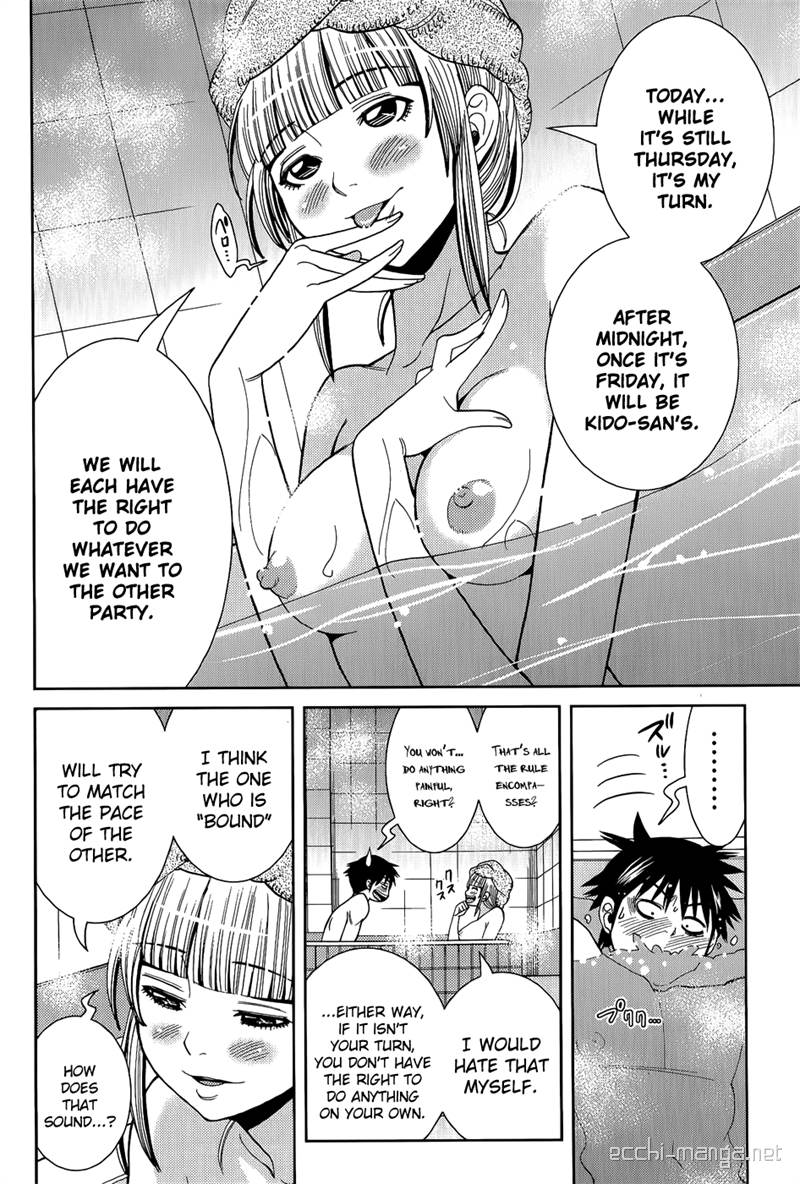 TODAY...
WHILE
IT'S STILL
THURSDAY,
IT'S MY
TURN.
AFTER
MIDNIGHT,
ONCE IT'S
FRIDAY, IT
WILL BE
KIDO-SAN'S.
ペロ...
WE WILL
EACH HAVE
THE RIGHT
TO DO
WHATEVER
WE WANT TO
THE OTHER
PARTY.
........
ズズ...
プクク...
THAT'S ALL
THE RULE
ENCOMPA-
SSES?
YOU WON'T...
DO ANYTHING
PAINFUL,
RIGHT?
クスクス
I WOULD
HATE THAT
MYSELF.
...EITHER WAY,
IF IT ISN'T
YOUR TURN,
YOU DON'T HAVE
THE RIGHT TO
DO ANYTHING
ON YOUR OWN.
I THINK
THE ONE
WHO IS
"BOUND"
WILL TRY
TO MATCH
THE PACE
OF THE
OTHER.
HOW
DOES
THAT
SOUND...?
ecchi-manga.net